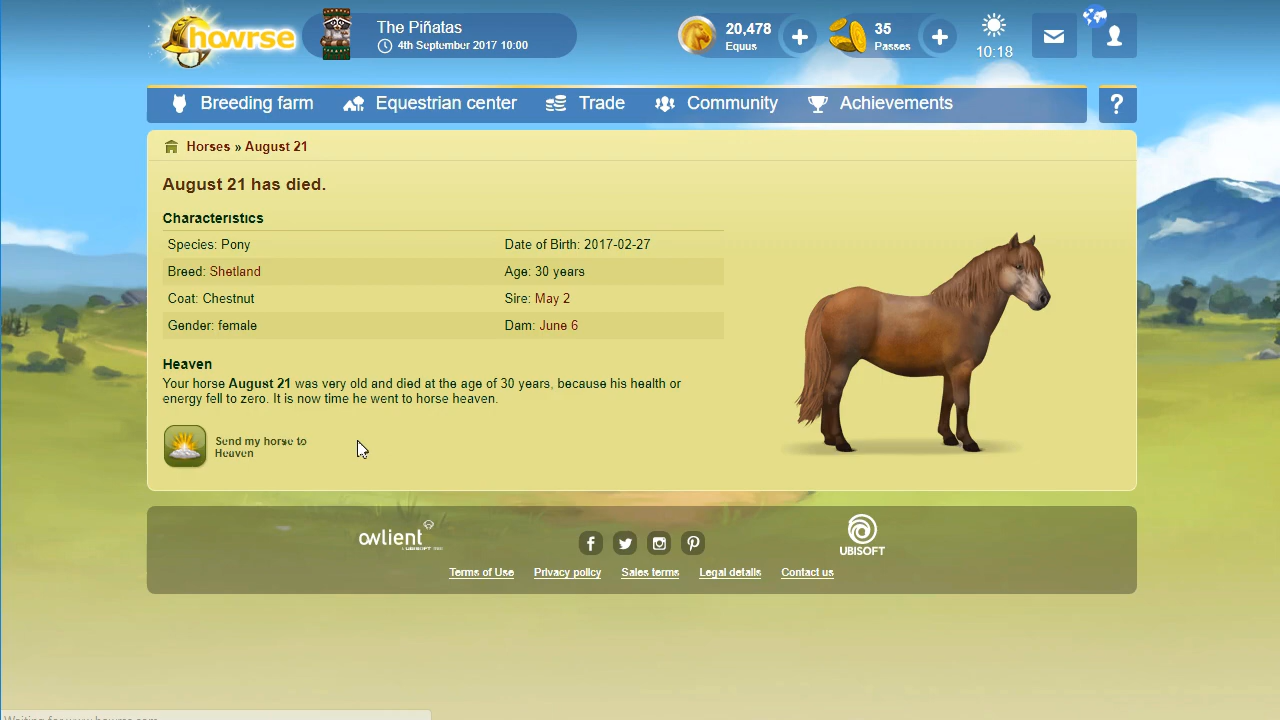 howrse
The Piñatas
4th September 2017 10:00
20,478
Equus
35
Passes
10:18
Breeding farm
Equestrian center
Trade
Community
Achievements
?
Horses » August 21
August 21 has died.
Characteristics
Species: Pony
Date of Birth: 2017-02-27
Breed: Shetland
Age: 30 years
Coat: Chestnut
Sire: May 2
Gender: female
Dam: June 6
Heaven
Your horse August 21 was very old and died at the age of 30 years, because his health or
energy fell to zero. It is now time he went to horse heaven.
Send my horse to
Heaven
owlient
UBISOFT
Terms of Use
Privacy policy
Sales terms
Legal details
Contact us